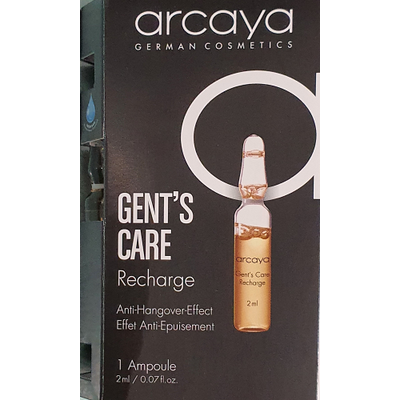 arcaya
GERMAN COSMETICS
GENT'S
CARE
Recharge
Anti-Hangover-Effect
Effet Anti-Epuisement
1 Ampoule
2ml / 0.07 fl.oz.
arcaya
Gent's Care
Recharge
2 ml